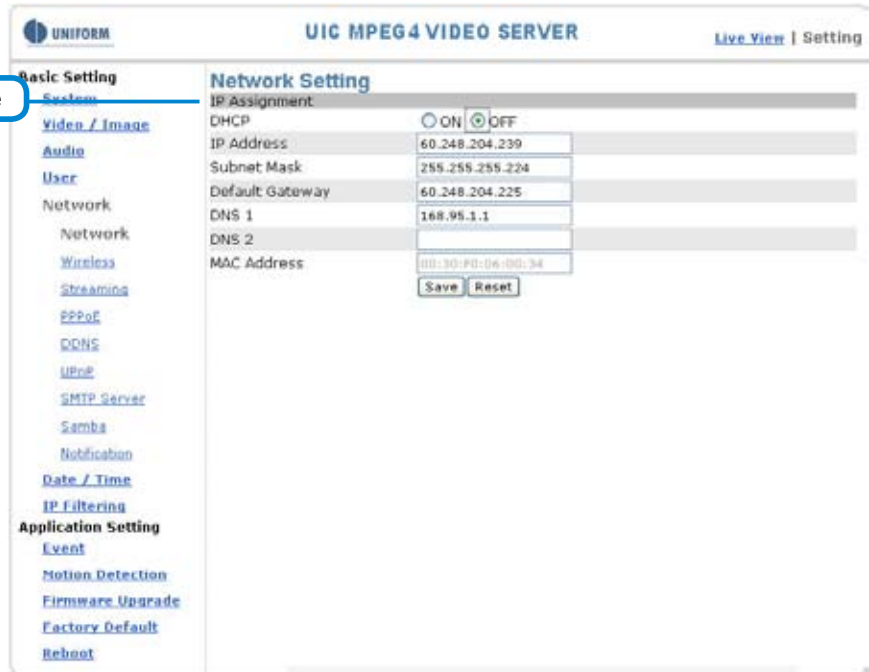 UNIFORM
UIC MPEG4 VIDEO SERVER
Live View | Setting
Basic Setting
System
Video / Image
Audio
User
Network
Network
Wireless
Streaming
PPPoE
DDNS
UPnP
SMTP Server
Samba
Notification
Date / Time
IP Filtering
Application Setting
Event
Motion Detection
Firmware Upgrade
Factory Default
Reboot
e
Network Setting
IP Assignment
DHCP ON OFF
IP Address 60.248.204.239
Subnet Mask 255.255.255.224
Default Gateway 60.248.204.225
DNS 1 168.95.1.1
DNS 2
MAC Address 00:30:F0:06:00:34
Save Reset